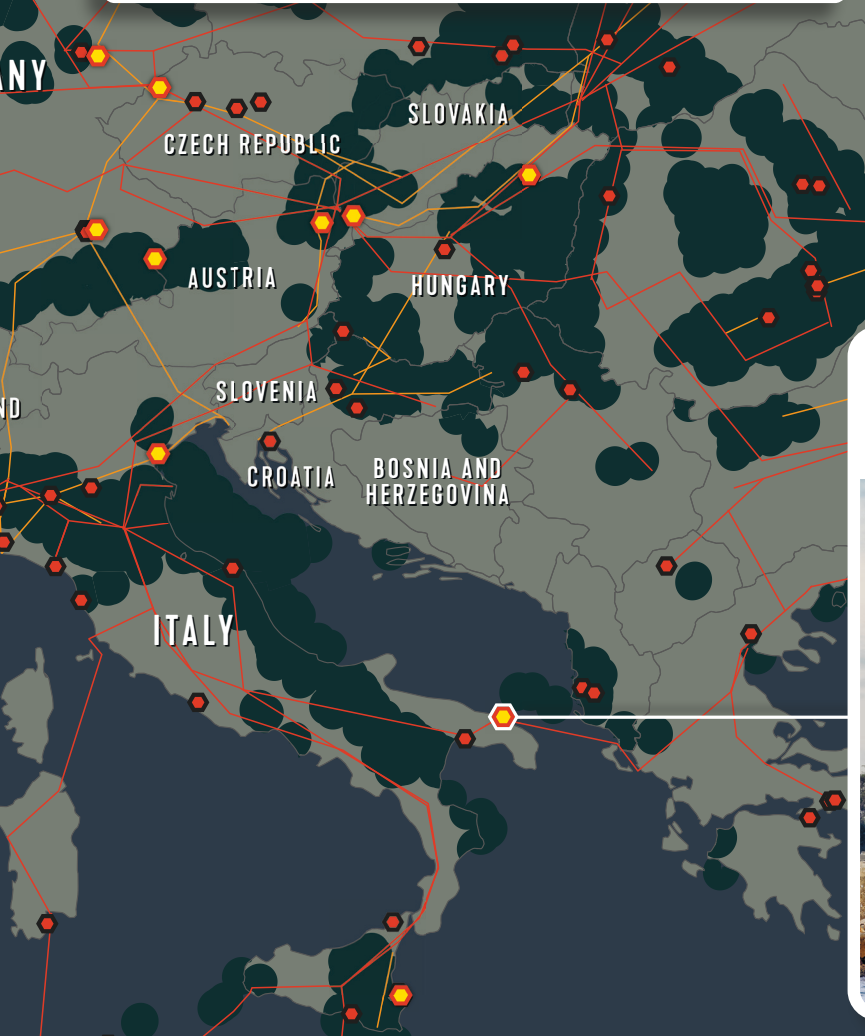 ANY
SLOVAKIA
CZECH REPUBLIC
AUSTRIA
HUNGARY
SLOVENIA
ND
CROATIA
BOSNIA AND
HERZEGOVINA
ITALY